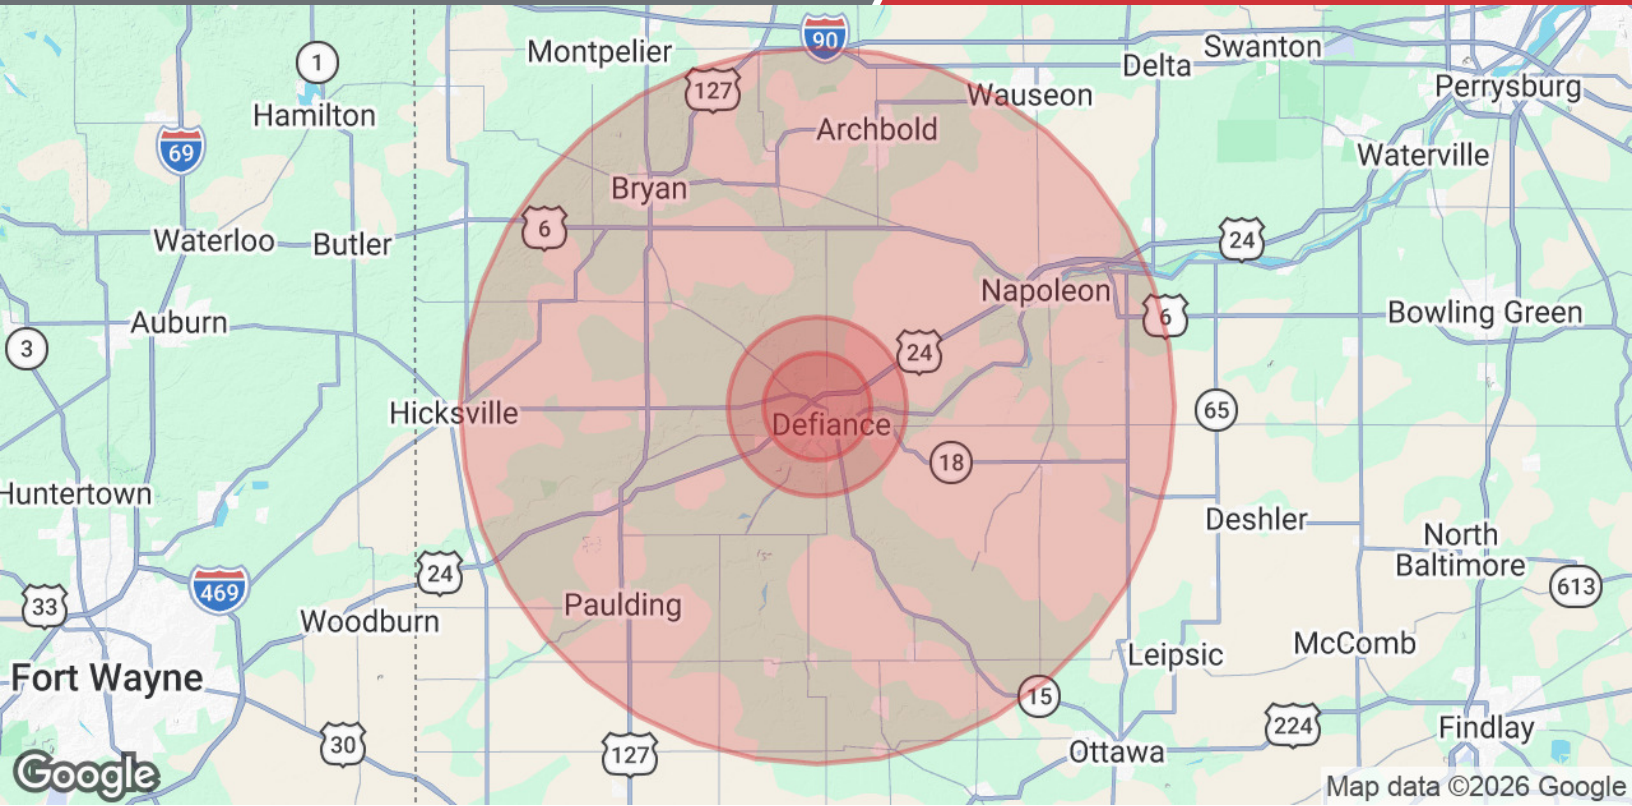 90
Montpelier
Swanton
1
Delta
127
Wauseon
Perrysburg
Hamilton
Archbold
69
Waterville
Bryan
6
Waterloo
Butler
24
Napoleon
Auburn
6
Bowling Green
3
24
Hicksville
65
Defiance
18
Huntertown
Deshler
North
Baltimore
24
469
613
33
Paulding
Woodburn
McComb
Leipsic
Fort Wayne
15
224
Findlay
30
127
Ottawa
Google
Map data ©2026 Google